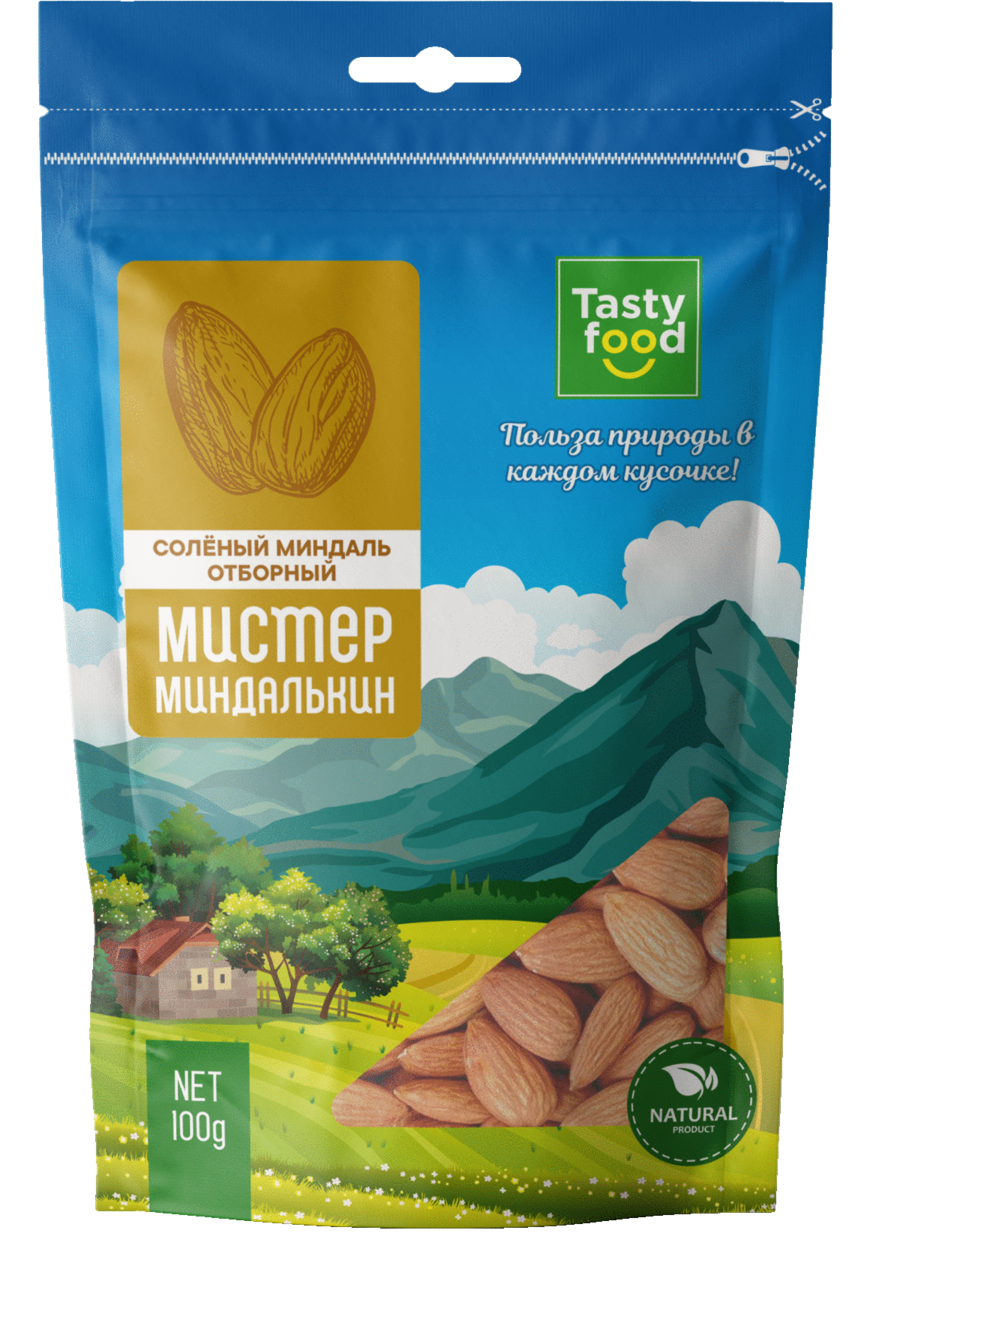 Tasty
food
Польза природы в
каждом кусочке!
СОЛЁНЫЙ МИНДАЛЬ
ОТБОРНЫЙ
МИСТЕР
МИНДАЛЬКИН
NET
100g
NATURAL
PRODUCT